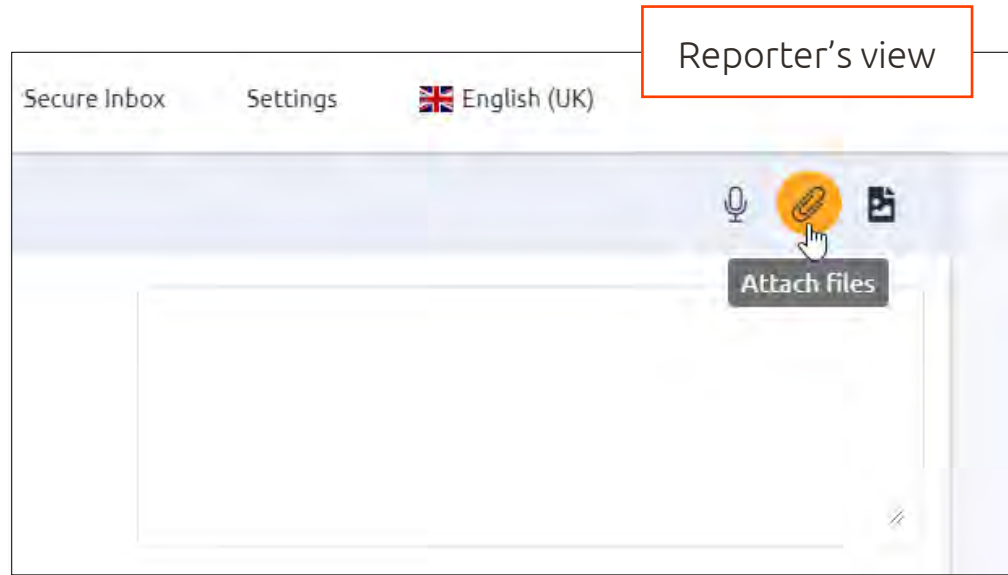 Reporter’s view
Secure Inbox Settings English (UK)
Attach files